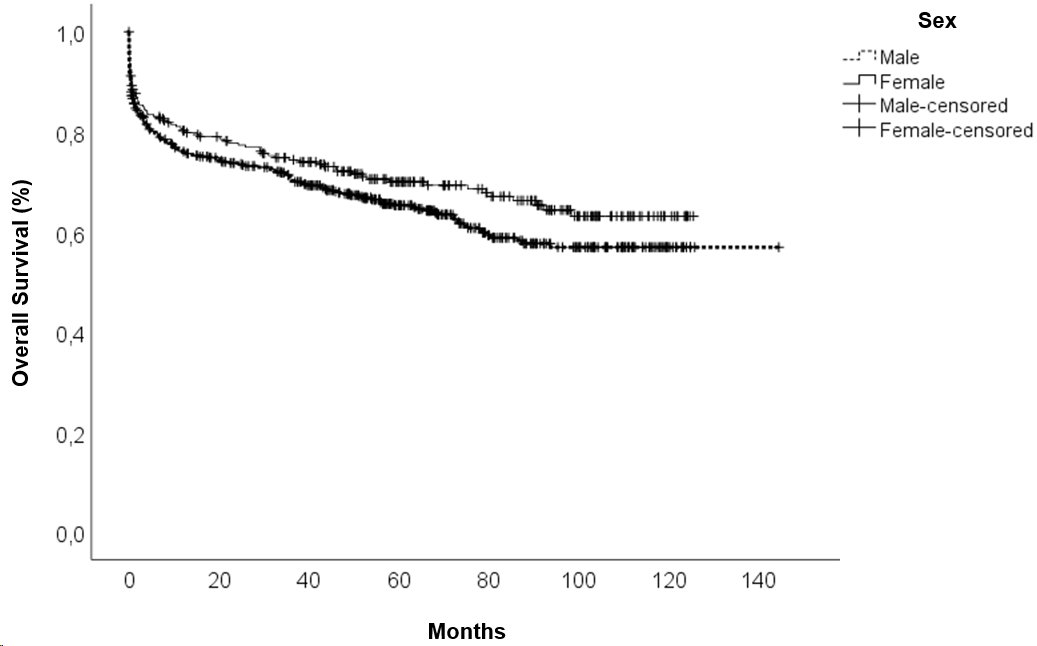 Sex
Male
Female
Male-censored
Female-censored
Overall Survival (%)
1,0
0,8
0,6
0,4
0,2
0,0
0 20 40 60 80 100 120 140
Months